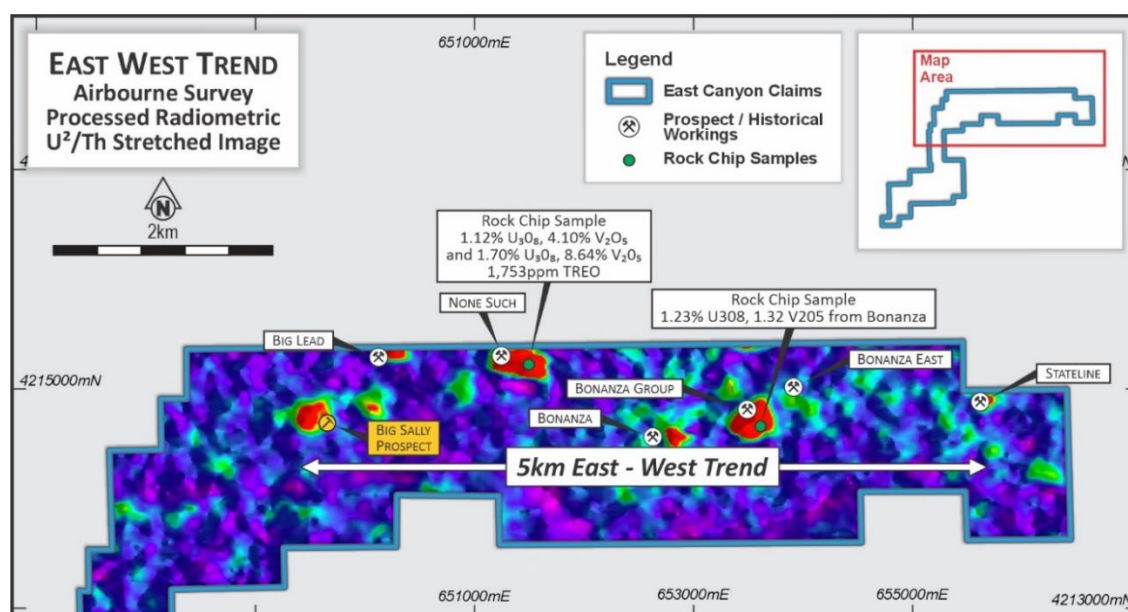 651000mE
EAST WEST TREND
Airbourne Survey
Processed Radiometric
U²/Th Stretched Image
N
2km
Legend
East Canyon Claims
Prospect / Historical
Workings
Rock Chip Samples
Map
Area
Rock Chip Sample
1.12% U₃0₈, 4.10% V₂O₅
and 1.70% U₃0₈, 8.64% V₂0₅
1,753ppm TREO
NONE SUCH
Rock Chip Sample
1.23% U308, 1.32 V205 from Bonanza
BIG LEAD
BONANZA EAST
4215000mN
STATELINE
BONANZA GROUP
BONANZA
BIG SALLY
PROSPECT
5km East - West Trend
651000mE
653000mE
655000mE
4213000mN